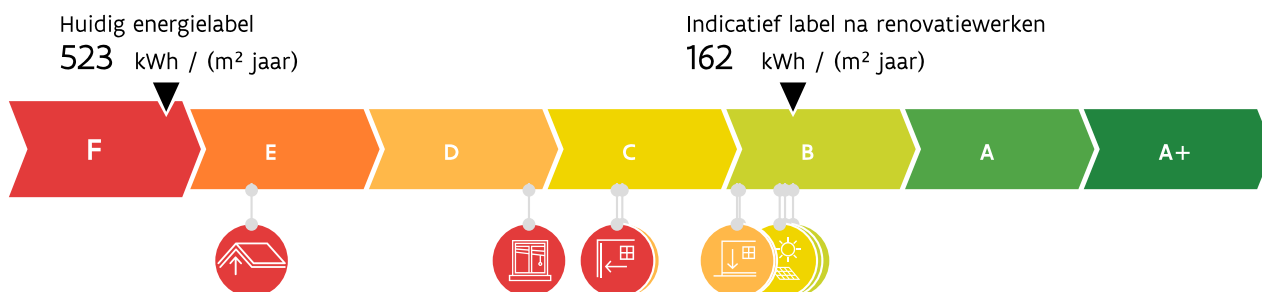 Huidig energielabel
523 kWh / (m² jaar)
Indicatief label na renovatiewerken
162 kWh / (m² jaar)
F E D C B A A+